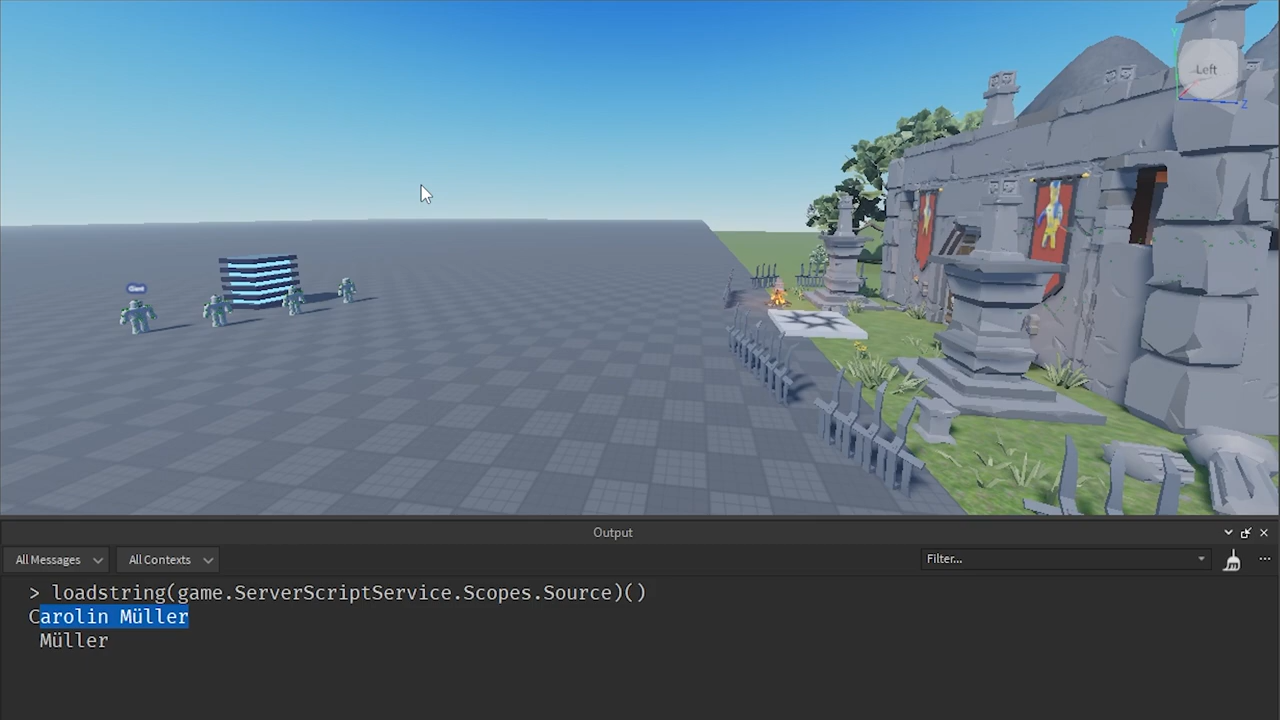 Left
Z
Output
All Messages
All Contexts
Filter...
> loadstring(game.ServerScriptService.Scopes.Source)()
Carolin Müller
Müller